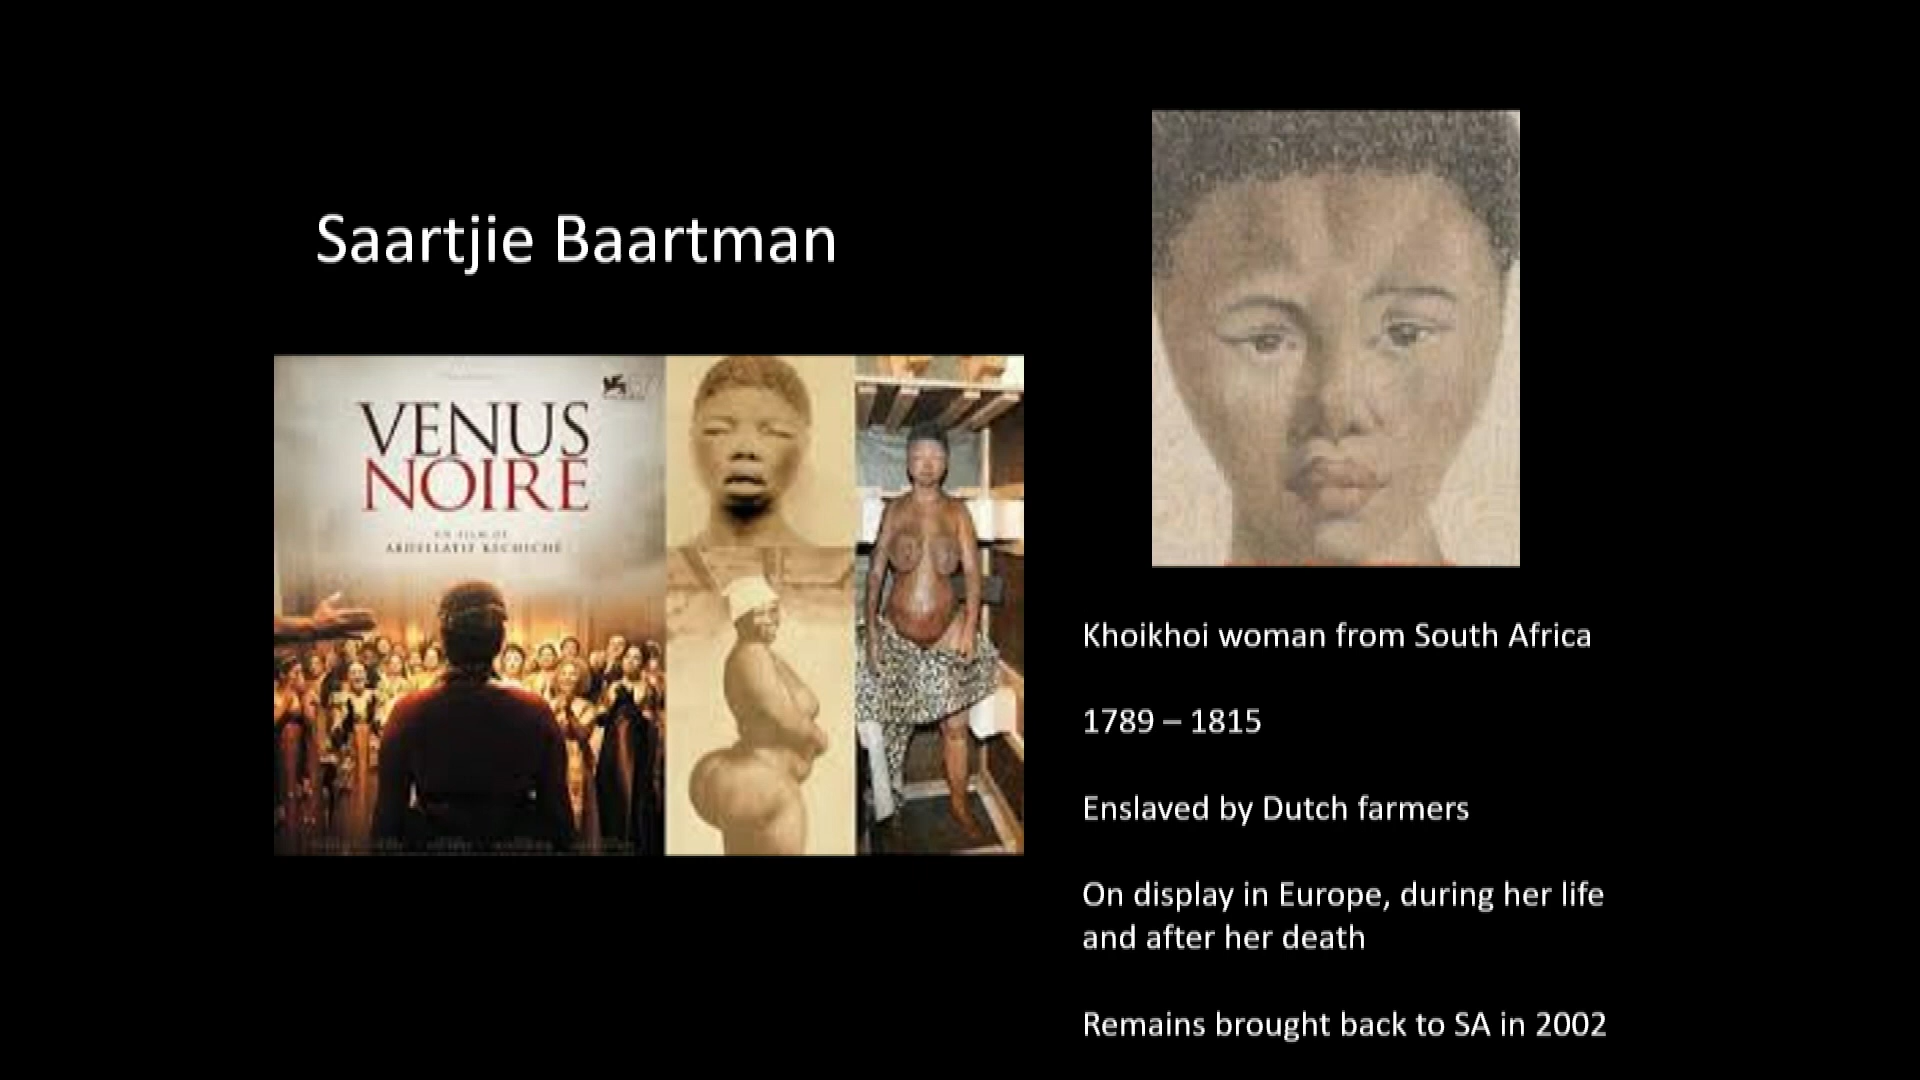 Saartjie Baartman
VENUS
NOIRE
UN FILM DE
ABDELLATIF KECHICHE
Khoikhoi woman from South Africa
1789 – 1815
Enslaved by Dutch farmers
On display in Europe, during her life
and after her death
Remains brought back to SA in 2002